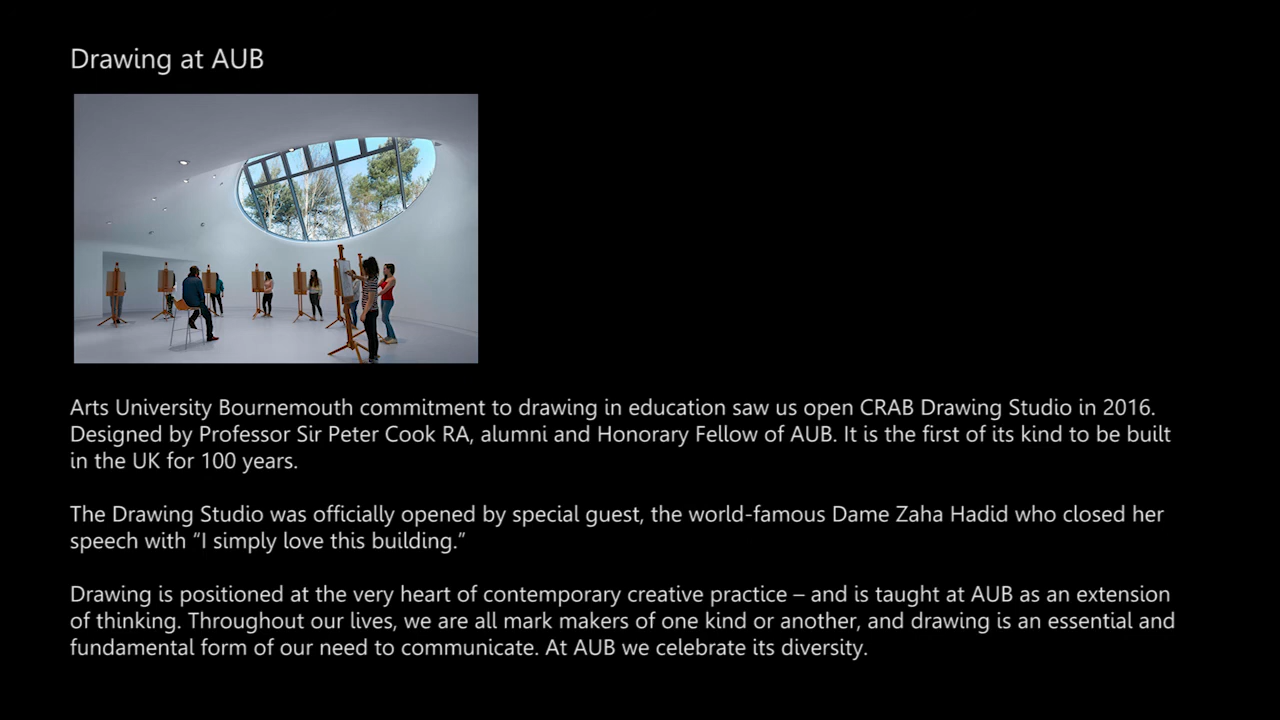 Drawing at AUB
Arts University Bournemouth commitment to drawing in education saw us open CRAB Drawing Studio in 2016.
Designed by Professor Sir Peter Cook RA, alumni and Honorary Fellow of AUB. It is the first of its kind to be built
in the UK for 100 years.
The Drawing Studio was officially opened by special guest, the world-famous Dame Zaha Hadid who closed her
speech with “I simply love this building.”
Drawing is positioned at the very heart of contemporary creative practice – and is taught at AUB as an extension
of thinking. Throughout our lives, we are all mark makers of one kind or another, and drawing is an essential and
fundamental form of our need to communicate. At AUB we celebrate its diversity.